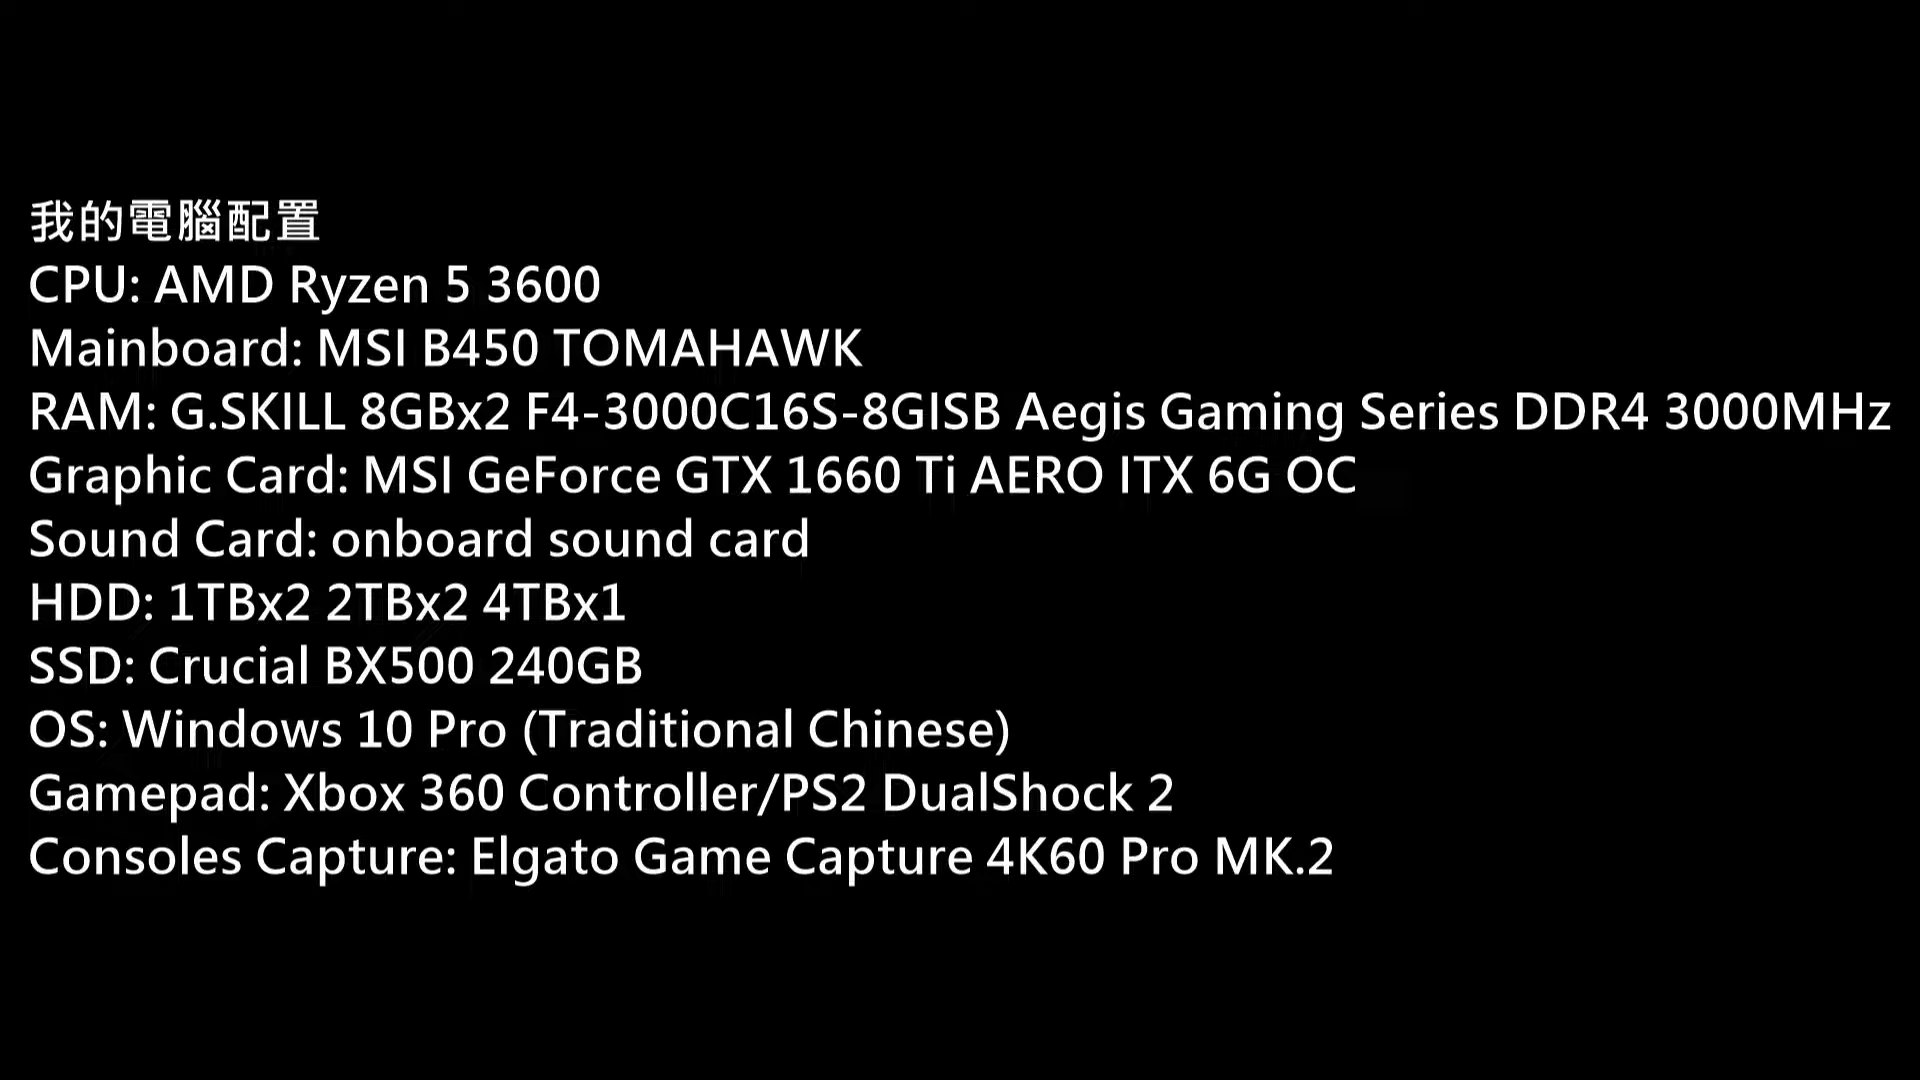 我的電腦配置
CPU: AMD Ryzen 5 3600
Mainboard: MSI B450 TOMAHAWK
RAM: G.SKILL 8GBx2 F4-3000C16S-8GISB Aegis Gaming Series DDR4 3000MHz
Graphic Card: MSI GeForce GTX 1660 Ti AERO ITX 6G OC
Sound Card: onboard sound card
HDD: 1TBx2 2TBx2 4TBx1
SSD: Crucial BX500 240GB
OS: Windows 10 Pro (Traditional Chinese)
Gamepad: Xbox 360 Controller/PS2 DualShock 2
Consoles Capture: Elgato Game Capture 4K60 Pro MK.2